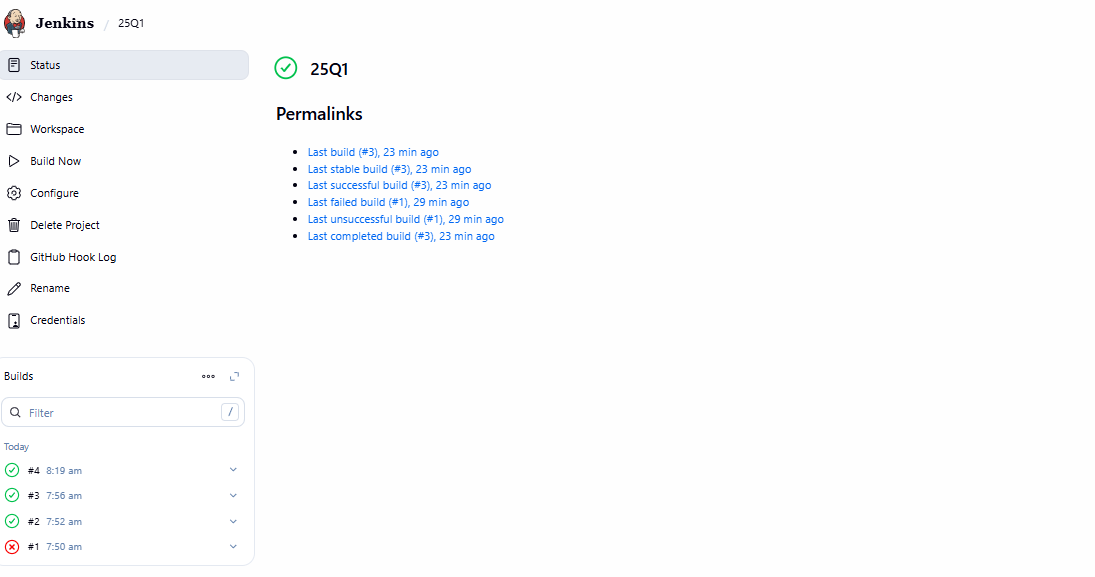 Jenkins / 25Q1
Status
Changes
Workspace
Build Now
Configure
Delete Project
GitHub Hook Log
Rename
Credentials
Builds
Filter /
Today
#4 8:19 am
#3 7:56 am
#2 7:52 am
#1 7:50 am
25Q1
Permalinks
Last build (#3), 23 min ago
Last stable build (#3), 23 min ago
Last successful build (#3), 23 min ago
Last failed build (#1), 29 min ago
Last unsuccessful build (#1), 29 min ago
Last completed build (#3), 23 min ago